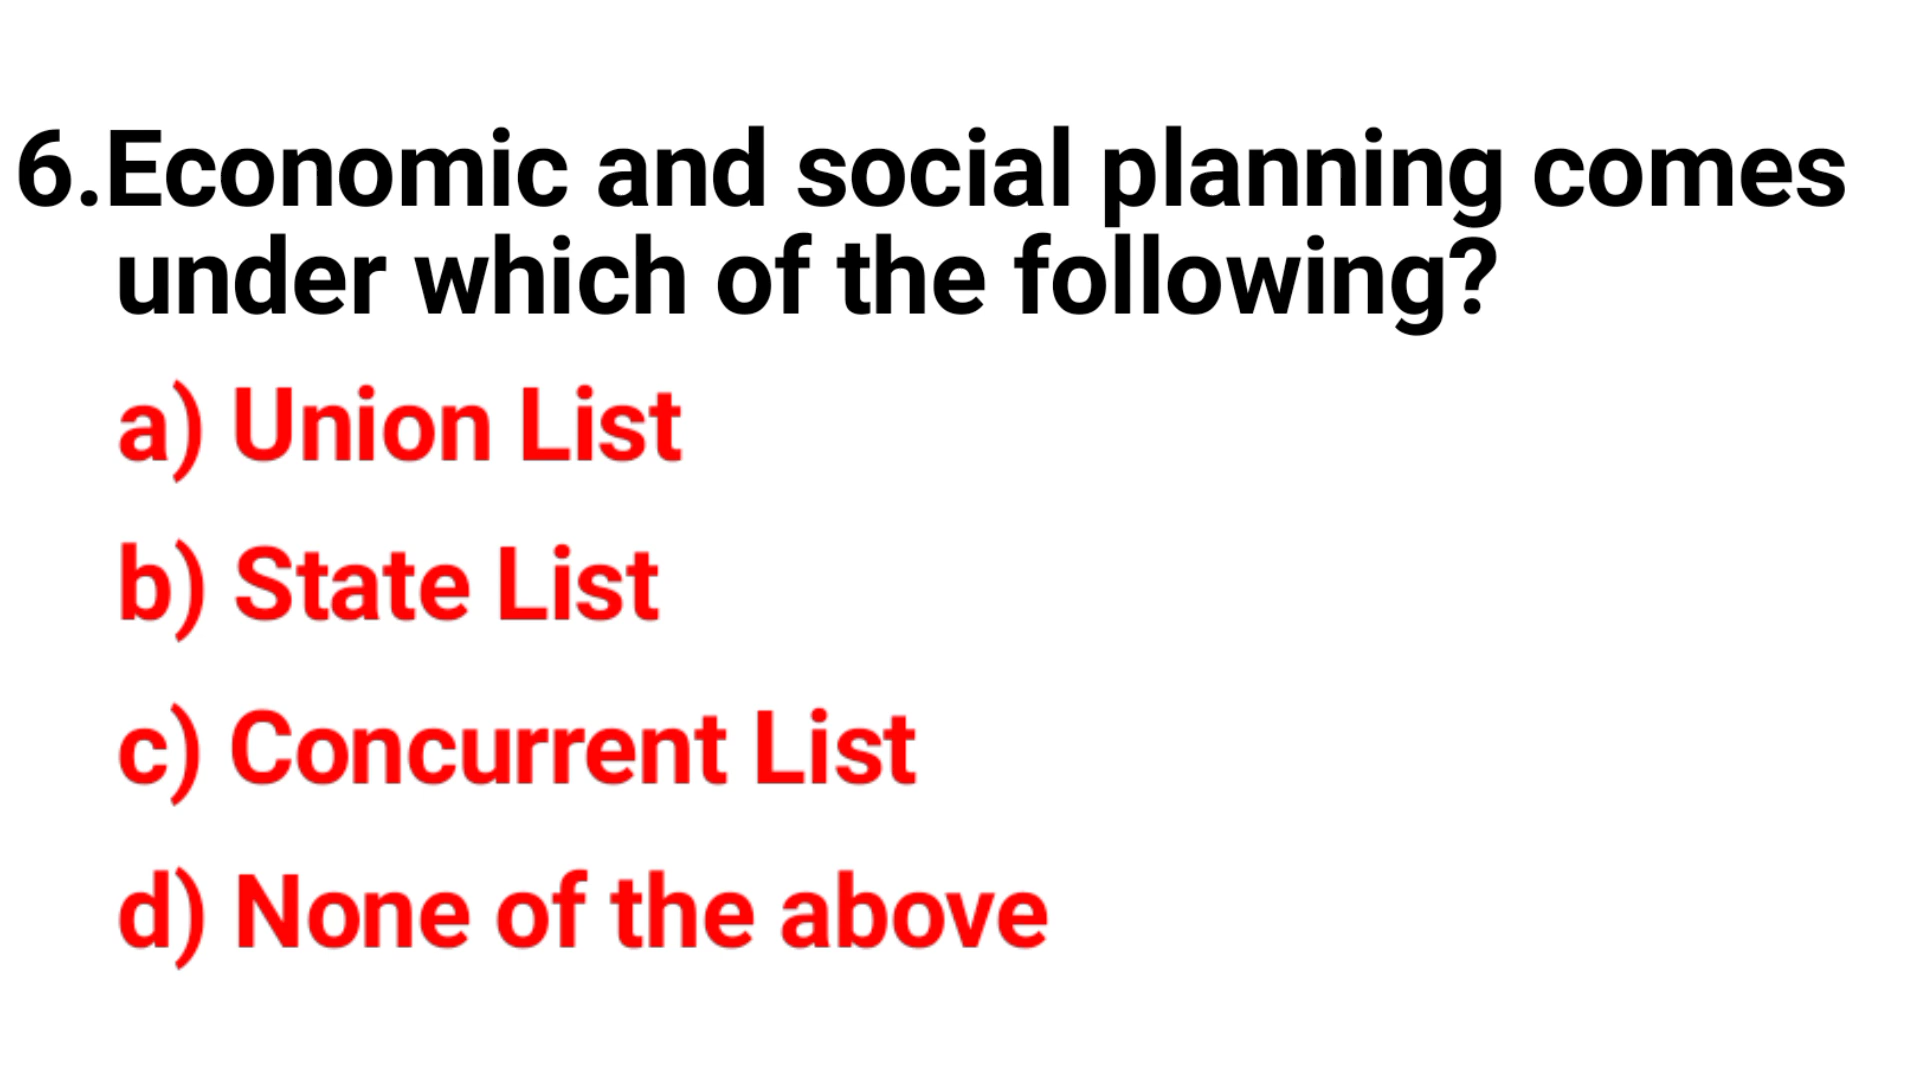 6.Economic and social planning comes
under which of the following?
a) Union List
b) State List
c) Concurrent List
d) None of the above